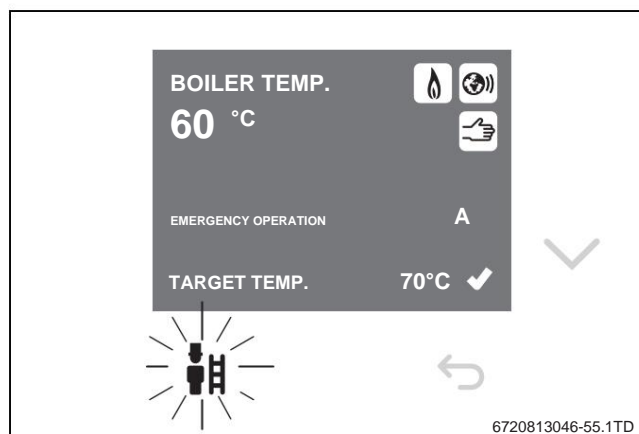 BOILER TEMP.
60 °C
EMERGENCY OPERATION A
TARGET TEMP. 70°C
6720813046-55.1TD